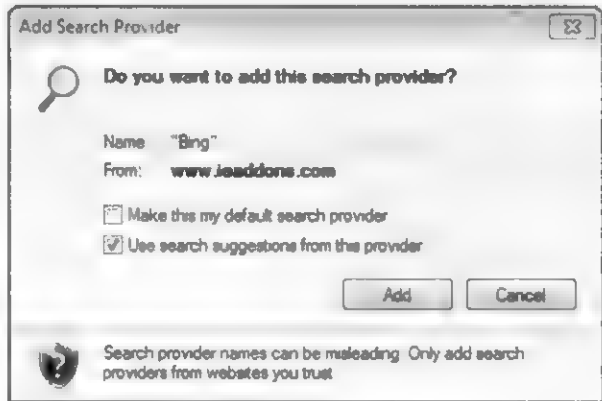 Add Search Provider
Do you want to add this search provider?
Name "Bing"
From: www.ieaddons.com
Make this my default search provider
Use search suggestions from this provider
Add Cancel
Search provider names can be misleading. Only add search
providers from websites you trust